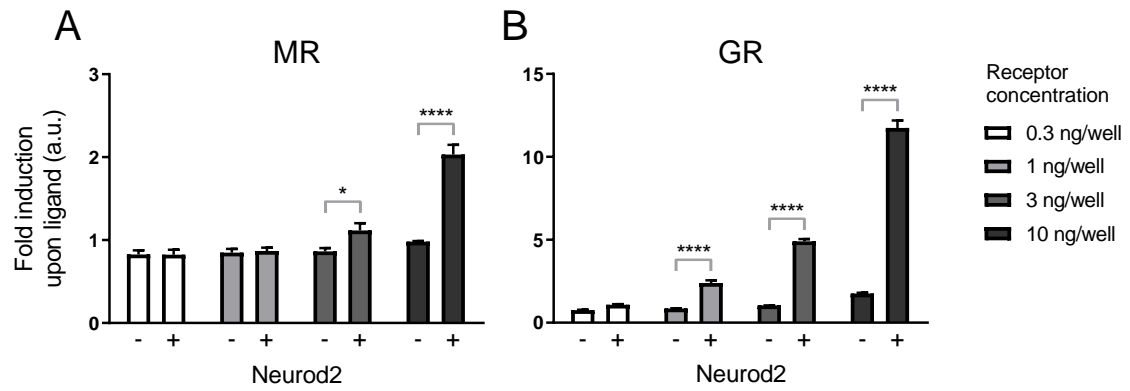 A
MR
Fold induction
upon ligand (a.u.)
3
2
1
0
*
****
- + - + - + - +
Neurod2
B
GR
15
10
5
0
****
****
****
- + - + - + - +
Neurod2
Receptor
concentration
0.3 ng/well
1 ng/well
3 ng/well
10 ng/well